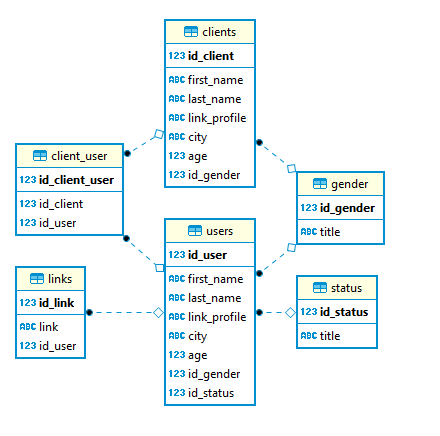 clients
123 id_client
ABC first_name
ABC last_name
ABC link_profile
ABC city
123 age
123 id_gender
client_user
123 id_client_user
123 id_client
123 id_user
gender
123 id_gender
ABC title
users
123 id_user
ABC first_name
ABC last_name
ABC link_profile
ABC city
123 age
123 id_gender
123 id_status
links
123 id_link
ABC link
123 id_user
status
123 id_status
ABC title